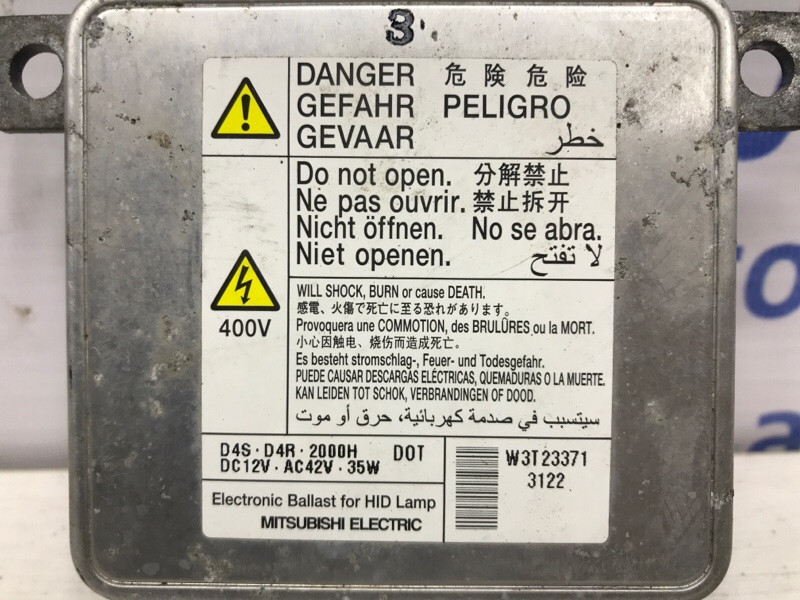 3
DANGER 危 険 危 险
GEFAHR PELIGRO
GEVAAR خطر
Do not open. 分解禁止
Ne pas ouvrir. 禁止拆开
Nicht öffnen. No se abra.
Niet openen. لا تفتح
400V
WILL SHOCK, BURN or cause DEATH.
感電、火傷で死亡に至る恐れがあります。
Provoquera une COMMOTION, des BRULÛRES ou la MORT.
小心因触电、烧伤而造成死亡。
Es besteht stromschlag-, Feuer- und Todesgefahr.
PUEDE CAUSAR DESCARGAS ELÉCTRICAS, QUEMADURAS O LA MUERTE.
KAN LEIDEN TOT SCHOK, VERBRANDINGEN OF DOOD.
سيتسبب في صدمة كهربائية، حرق أو موت
D4S · D4R · 2000H DOT
DC12V · AC42V · 35W
W3T23371
3122
Electronic Ballast for HID Lamp
MITSUBISHI ELECTRIC